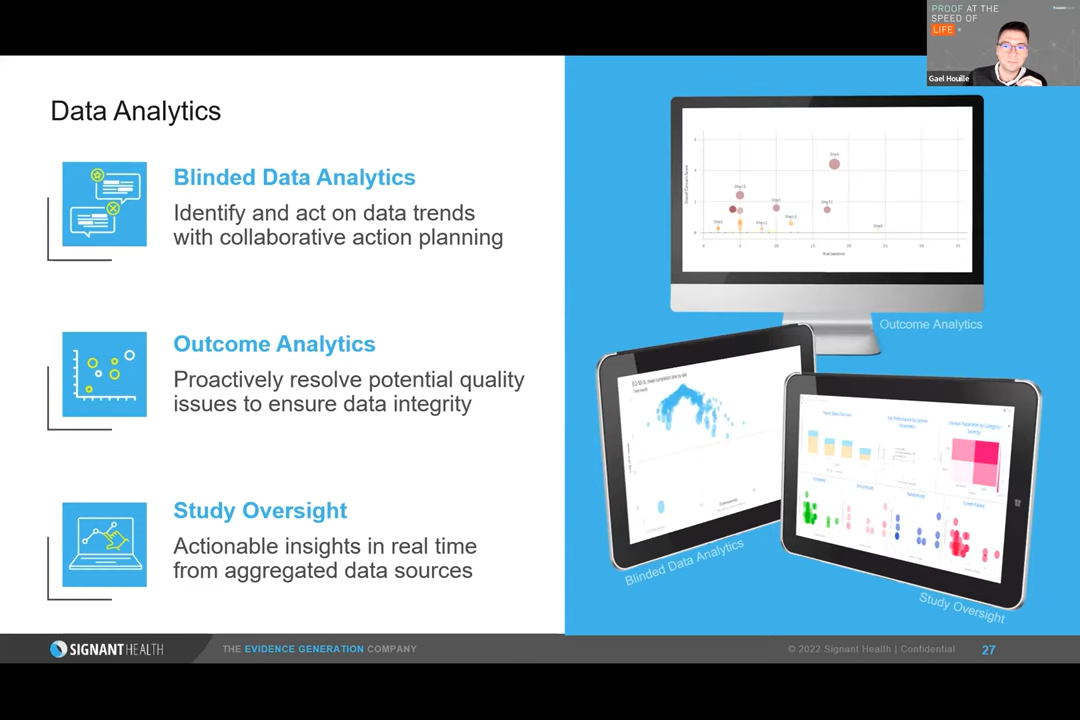 PROOF AT THE
SPEED OF
LIFE
Gael Houille
Data Analytics
Blinded Data Analytics
Identify and act on data trends
with collaborative action planning
Outcome Analytics
Proactively resolve potential quality
issues to ensure data integrity
Study Oversight
Actionable insights in real time
from aggregated data sources
Outcome Analytics
Blinded Data Analytics
Study Oversight
SIGNANT HEALTH
THE EVIDENCE GENERATION COMPANY
© 2022 Signant Health | Confidential
27